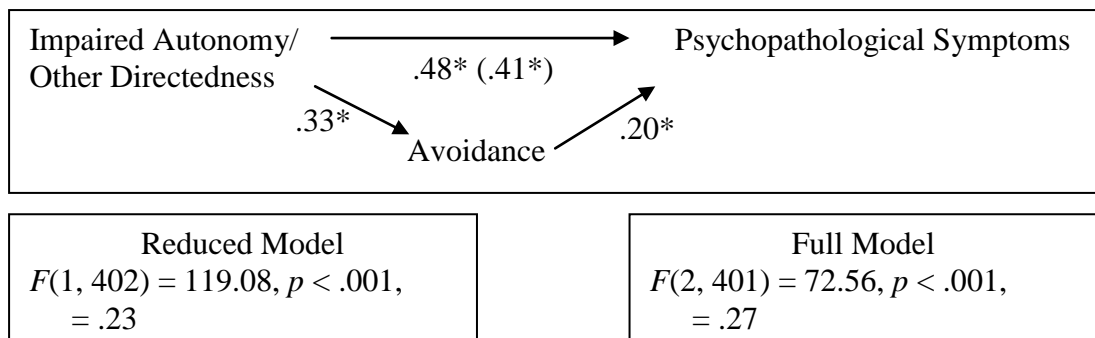 Impaired Autonomy/ Psychopathological Symptoms
Other Directedness
.48* (.41*)
.33* .20*
Avoidance
Reduced Model
F(1, 402) = 119.08, p < .001,
= .23
Full Model
F(2, 401) = 72.56, p < .001,
= .27